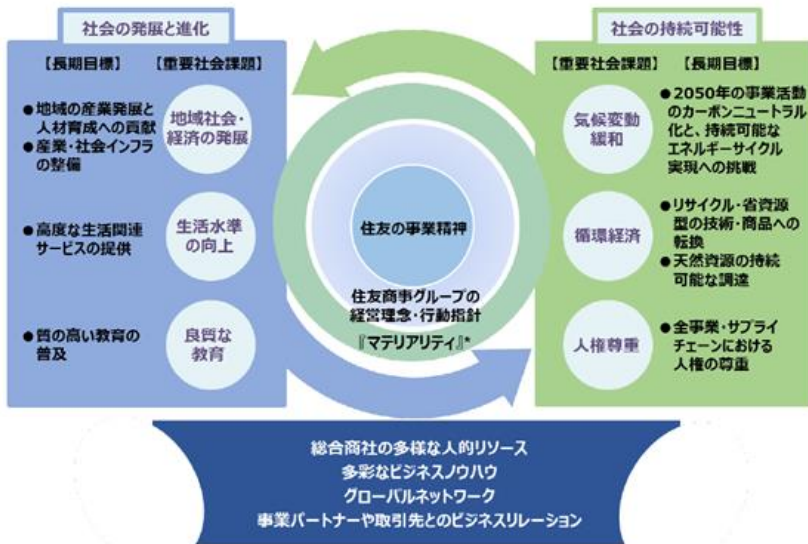 社会の発展と進化
【長期目標】
【重要社会課題】
●地域の産業発展と
人材育成への貢献
●産業・社会インフラ
の整備
地域社会・
経済の発展
●高度な生活関連
サービスの提供
生活水準
の向上
●質の高い教育の
普及
良質な
教育
住友の事業精神
住友商事グループの
経営理念・行動指針
『マテリアリティ』*
社会の持続可能性
【重要社会課題】
【長期目標】
気候変動
緩和
●2050年の事業活動
のカーボンニュートラル
化と、持続可能な
エネルギーサイクル
実現への挑戦
循環経済
●リサイクル・省資源
型の技術・商品への
転換
●天然資源の持続
可能な調達
人権尊重
●全事業・サプライ
チェーンにおける
人権の尊重
総合商社の多様な人的リソース
多彩なビジネスノウハウ
グローバルネットワーク
事業パートナーや取引先とのビジネスリレーション